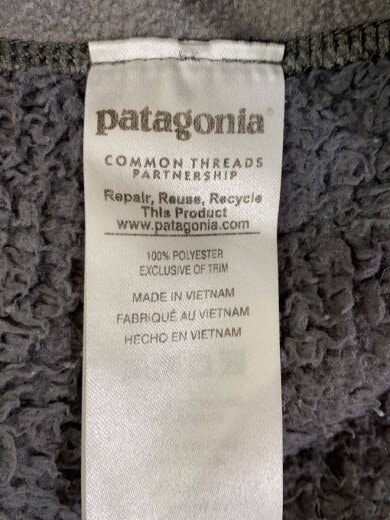 patagonia®
COMMON THREADS
PARTNERSHIP
Repair, Reuse, Recycle
This Product
www.patagonia.com
100% POLYESTER
EXCLUSIVE OF TRIM
MADE IN VIETNAM
FABRIQUÉ AU VIETNAM
HECHO EN VIETNAM